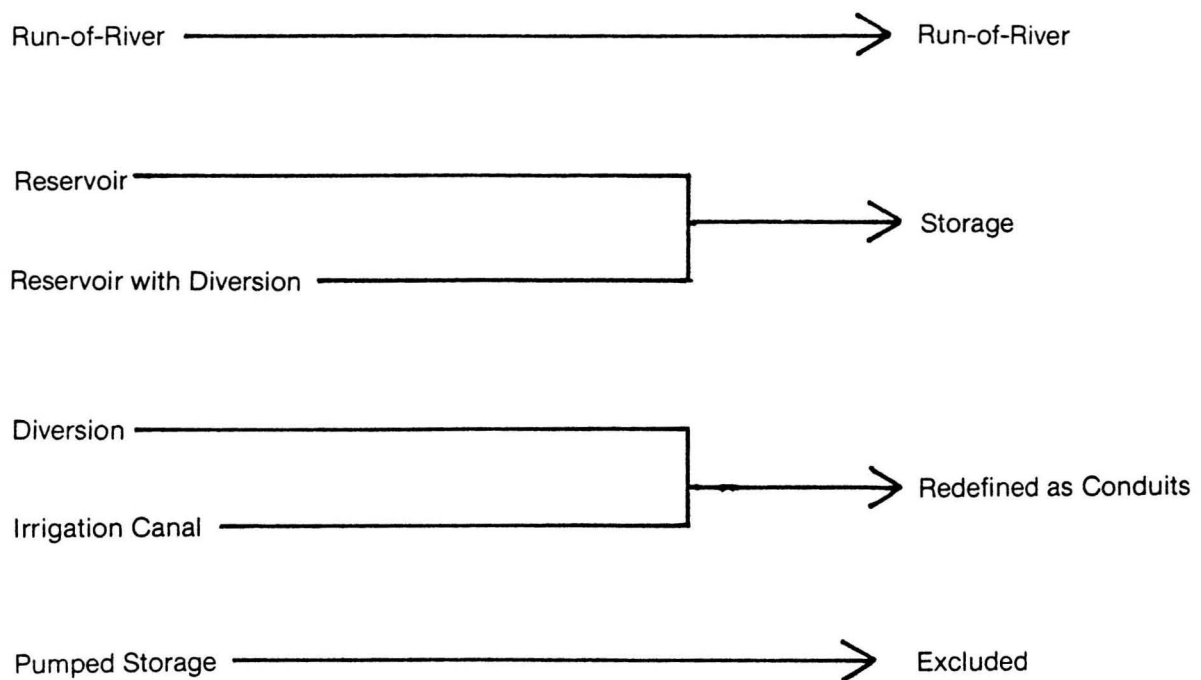 Run-of-River
Run-of-River
Reservoir
Storage
Reservoir with Diversion
Diversion
Redefined as Conduits
Irrigation Canal
Pumped Storage
Excluded